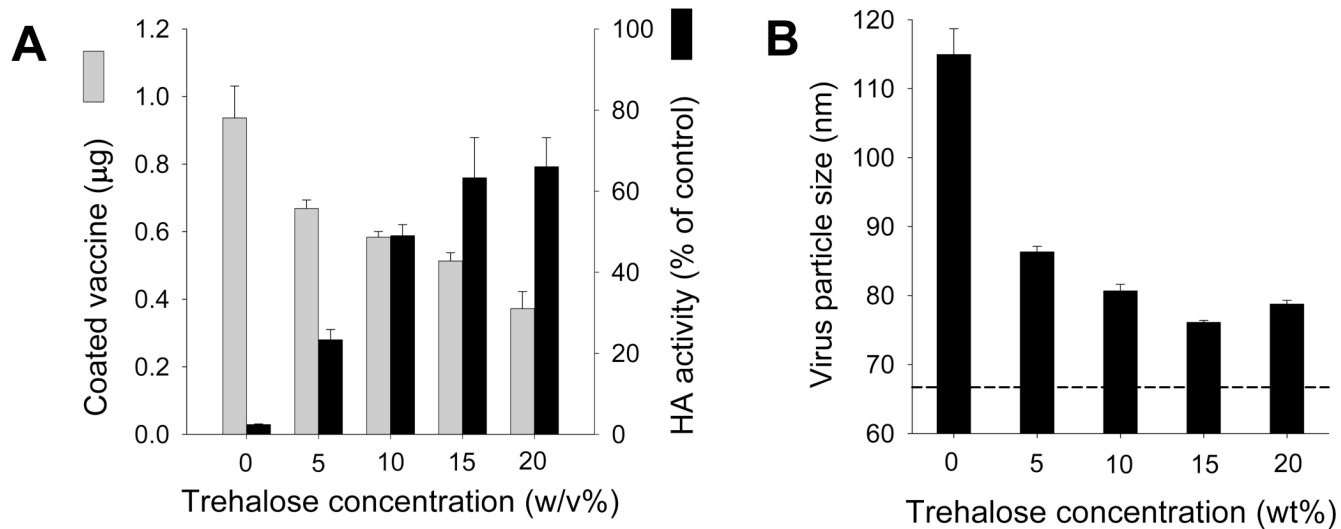 A
Coated vaccine (μg)
1.2
1.0
0.8
0.6
0.4
0.2
0.0
100
80
60
40
20
0
HA activity (% of control)
0 5 10 15 20
Trehalose concentration (w/v%)
B
Virus particle size (nm)
120
110
100
90
80
70
60
0 5 10 15 20
Trehalose concentration (wt%)